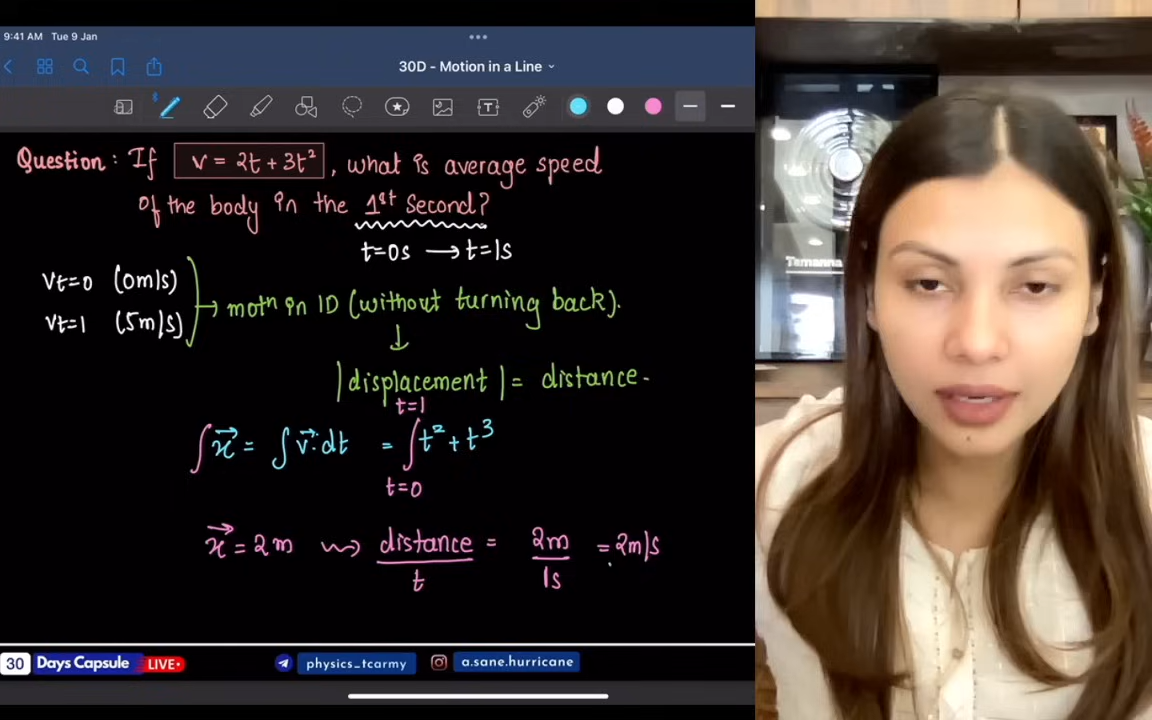 9:41 AM Tue 9 Jan
30D - Motion in a Line
Question: If v = 2t + 3t², what is average speed
of the body in the 1st second?
t=0s → t=1s
Vt=0 (0m/s)
Vt=1 (5m/s)
→ motn in 1D (without turning back).
↓
|displacement| = distance.
∫x⃗ = ∫v⃗.dt = ∫ t=0 t=1 t² + t³
x⃗ = 2m ⇝ distance/t = 2m/1s = 2m/s
Tamanna
30 Days Capsule LIVE
physics_tcarmy
a.sane.hurricane